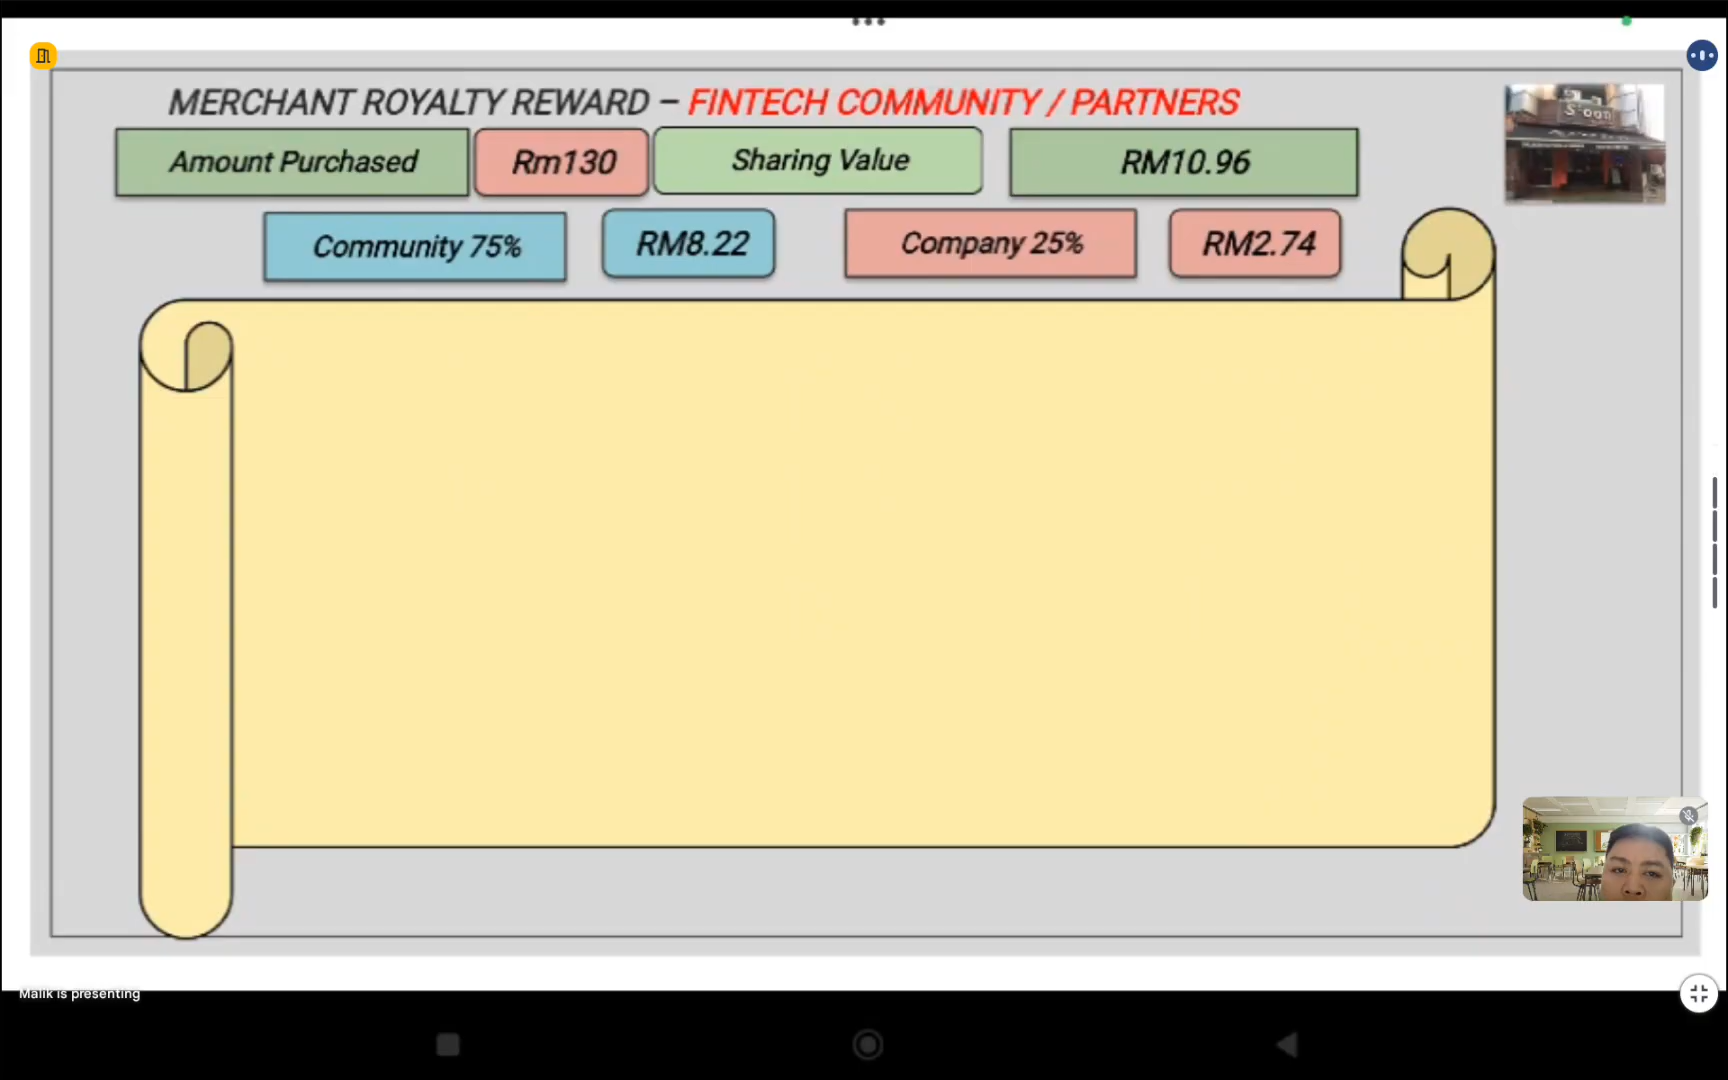 MERCHANT ROYALTY REWARD – FINTECH COMMUNITY / PARTNERS
Amount Purchased Rm130 Sharing Value RM10.96
Community 75% RM8.22 Company 25% RM2.74
Malik is presenting